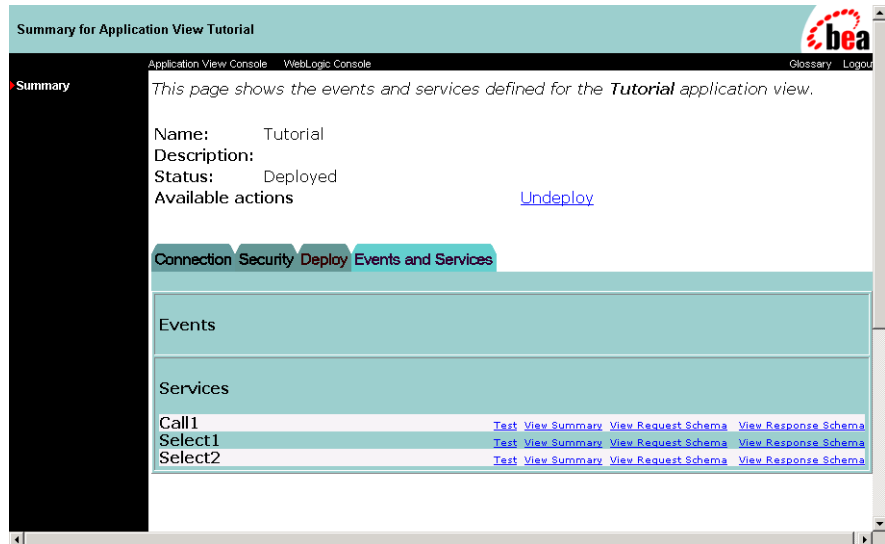 Summary for Application View Tutorial
bea
Application View Console WebLogic Console Glossary Logou
Summary
This page shows the events and services defined for the Tutorial application view.
Name: Tutorial
Description:
Status: Deployed
Available actions Undeploy
Connection Security Deploy Events and Services
Events
Services
Call1 Test View Summary View Request Schema View Response Schema
Select1 Test View Summary View Request Schema View Response Schema
Select2 Test View Summary View Request Schema View Response Schema